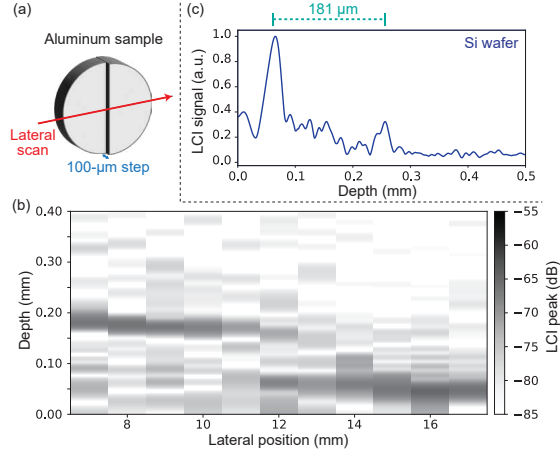 (a)
Aluminum sample
Lateral
scan
100-μm step
(c)
181 μm
Si wafer
LCI signal (a.u.)
1.0
0.8
0.6
0.4
0.2
0.0
0.0 0.1 0.2 0.3 0.4 0.5
Depth (mm)
(b)
Depth (mm)
0.40
0.30
0.20
0.10
0.00
8 10 12 14 16
Lateral position (mm)
−55
−60
−65
−70
−75
−80
−85
LCI peak (dB)